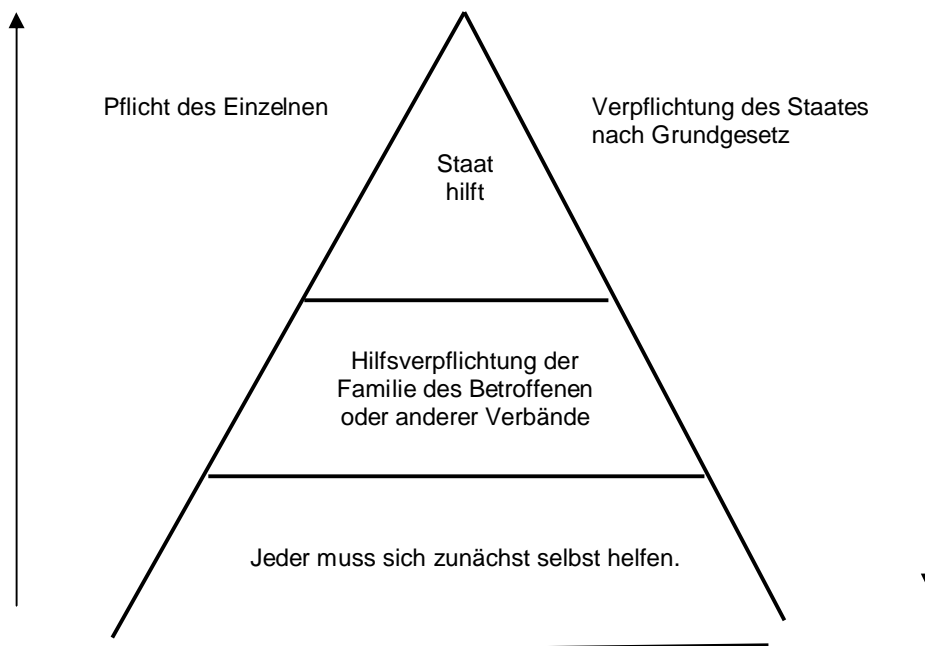 Pflicht des Einzelnen
Verpflichtung des Staates
nach Grundgesetz
Staat
hilft
Hilfsverpflichtung der
Familie des Betroffenen
oder anderer Verbände
Jeder muss sich zunächst selbst helfen.